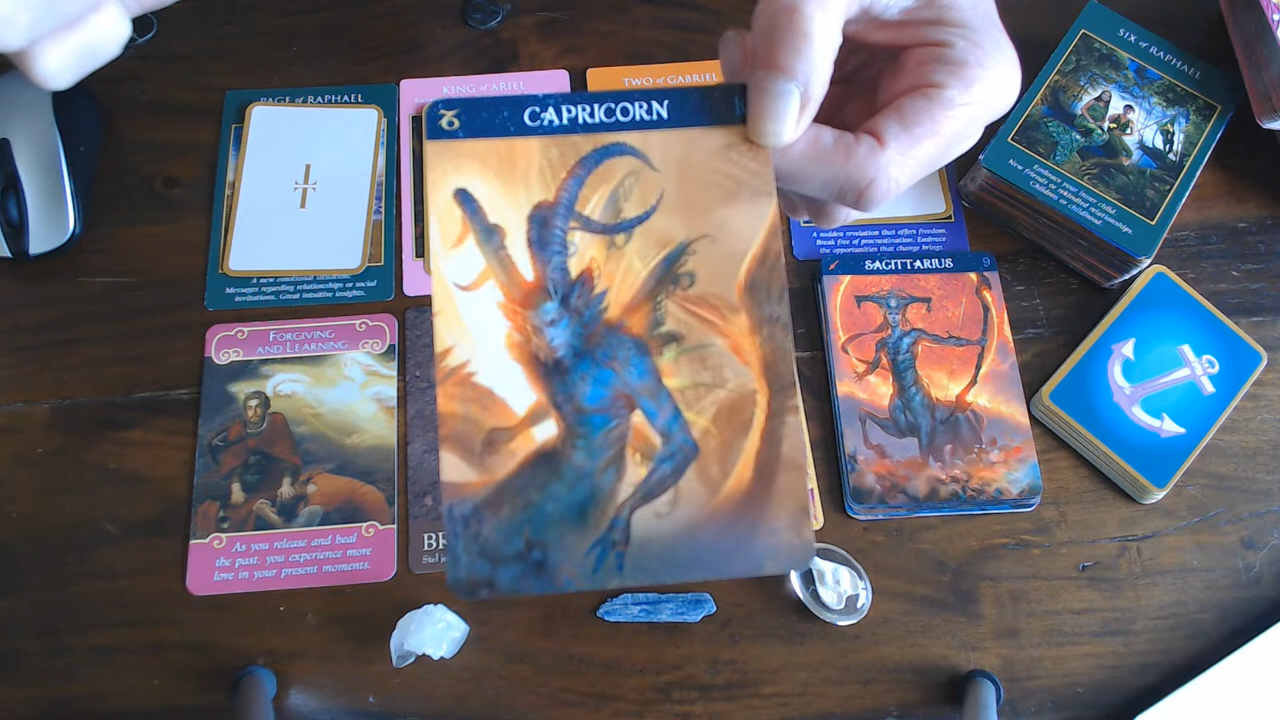 SIX of RAPHAEL
Embrace your inner child.
New friends or rekindled relationships.
Children or childhood.
PAGE of RAPHAEL
A new emotional situation.
Messages regarding relationships or social
invitations. Great intuitive insights.
KING of ARIEL
TWO of GABRIEL
CAPRICORN
A sudden revelation that offers freedom.
Break free of procrastination. Embrace
the opportunities that change brings.
SAGITTARIUS 9
FORGIVING
AND LEARNING
As you release and heal
the past, you experience more
love in your present moments.
BR
Stel j